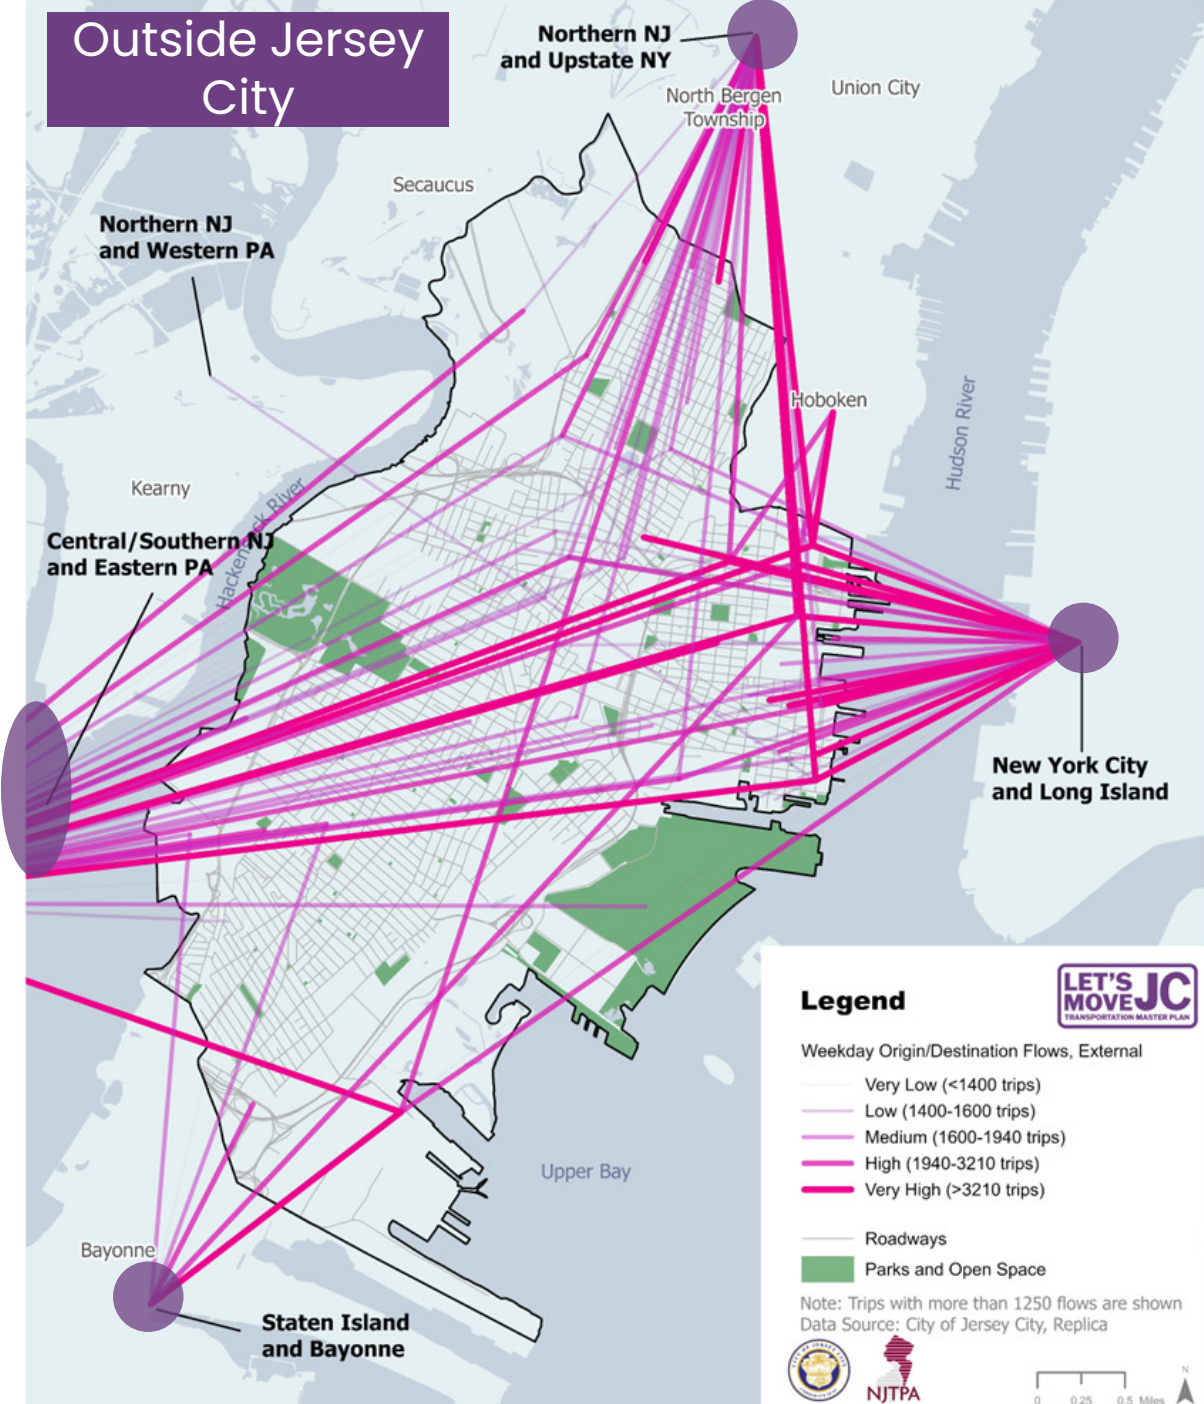 Outside Jersey
City
Northern NJ
and Upstate NY
North Bergen
Township
Union City
Secaucus
Northern NJ
and Western PA
Hoboken
Hudson River
Kearny
Hackensack River
Central/Southern NJ
and Eastern PA
New York City
and Long Island
Upper Bay
Bayonne
Staten Island
and Bayonne
Legend
LET'S
MOVE JC
TRANSPORTATION MASTER PLAN
Weekday Origin/Destination Flows, External
Very Low (<1400 trips)
Low (1400-1600 trips)
Medium (1600-1940 trips)
High (1940-3210 trips)
Very High (>3210 trips)
Roadways
Parks and Open Space
Note: Trips with more than 1250 flows are shown
Data Source: City of Jersey City, Replica
NJTPA
0 0.25 0.5 Miles
N